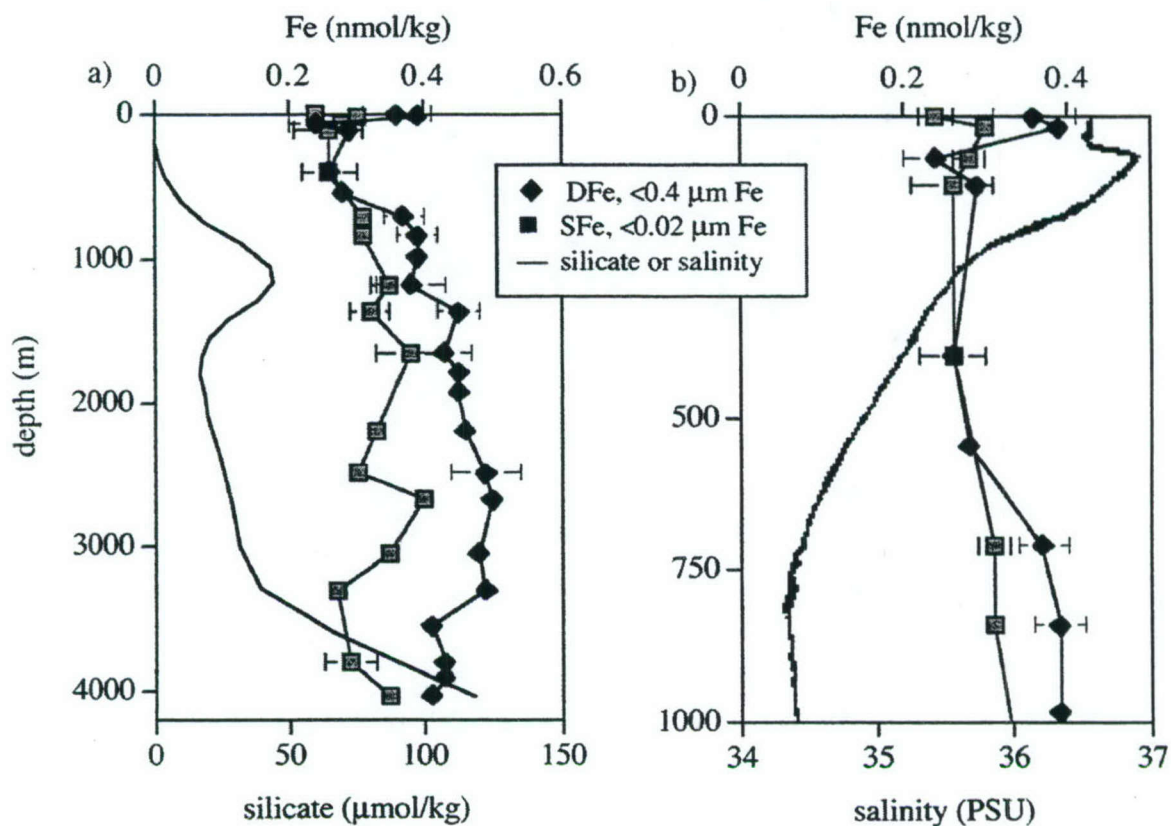 Fe (nmol/kg)
a) 0 0.2 0.4 0.6
0
1000
2000
3000
4000
depth (m)
0 50 100 150
silicate (µmol/kg)
DFe, <0.4 µm Fe
SFe, <0.02 µm Fe
silicate or salinity
Fe (nmol/kg)
b) 0 0.2 0.4
0
500
750
1000
34 35 36 37
salinity (PSU)